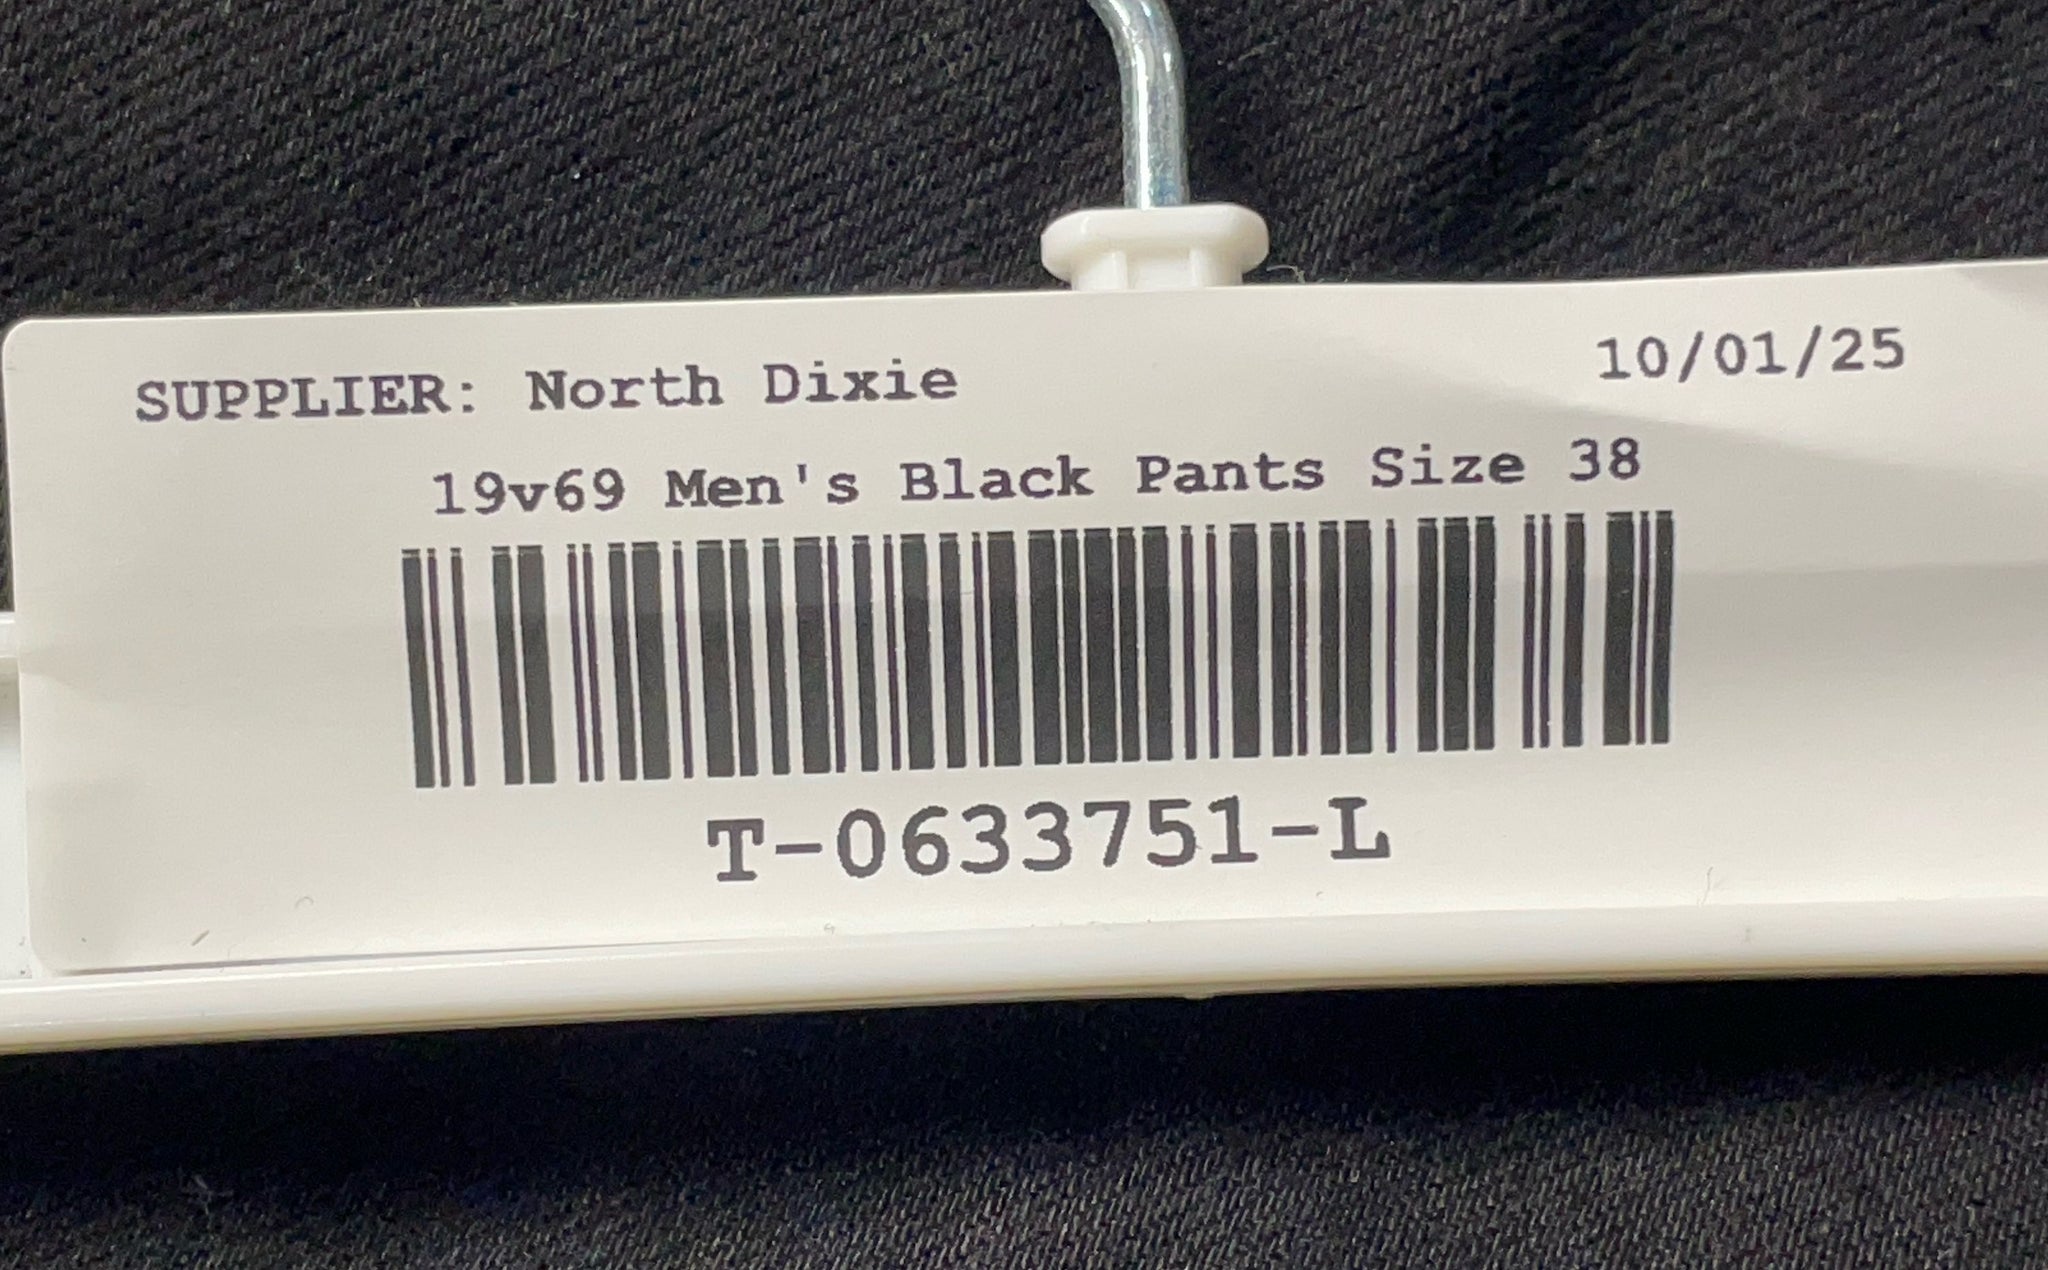 SUPPLIER: North Dixie 10/01/25
19v69 Men's Black Pants Size 38
T-0633751-L